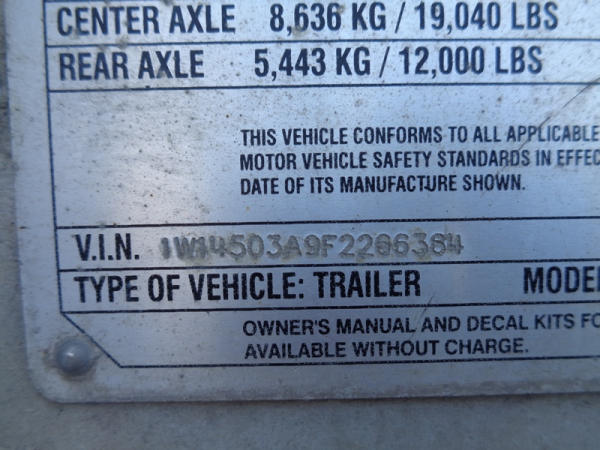 CENTER AXLE 8,636 KG / 19,040 LBS
REAR AXLE 5,443 KG / 12,000 LBS
THIS VEHICLE CONFORMS TO ALL APPLICABLE
MOTOR VEHICLE SAFETY STANDARDS IN EFFEC
DATE OF ITS MANUFACTURE SHOWN.
V.I.N. 1W14503A9F2266384
TYPE OF VEHICLE: TRAILER MODE
OWNER'S MANUAL AND DECAL KITS FO
AVAILABLE WITHOUT CHARGE.